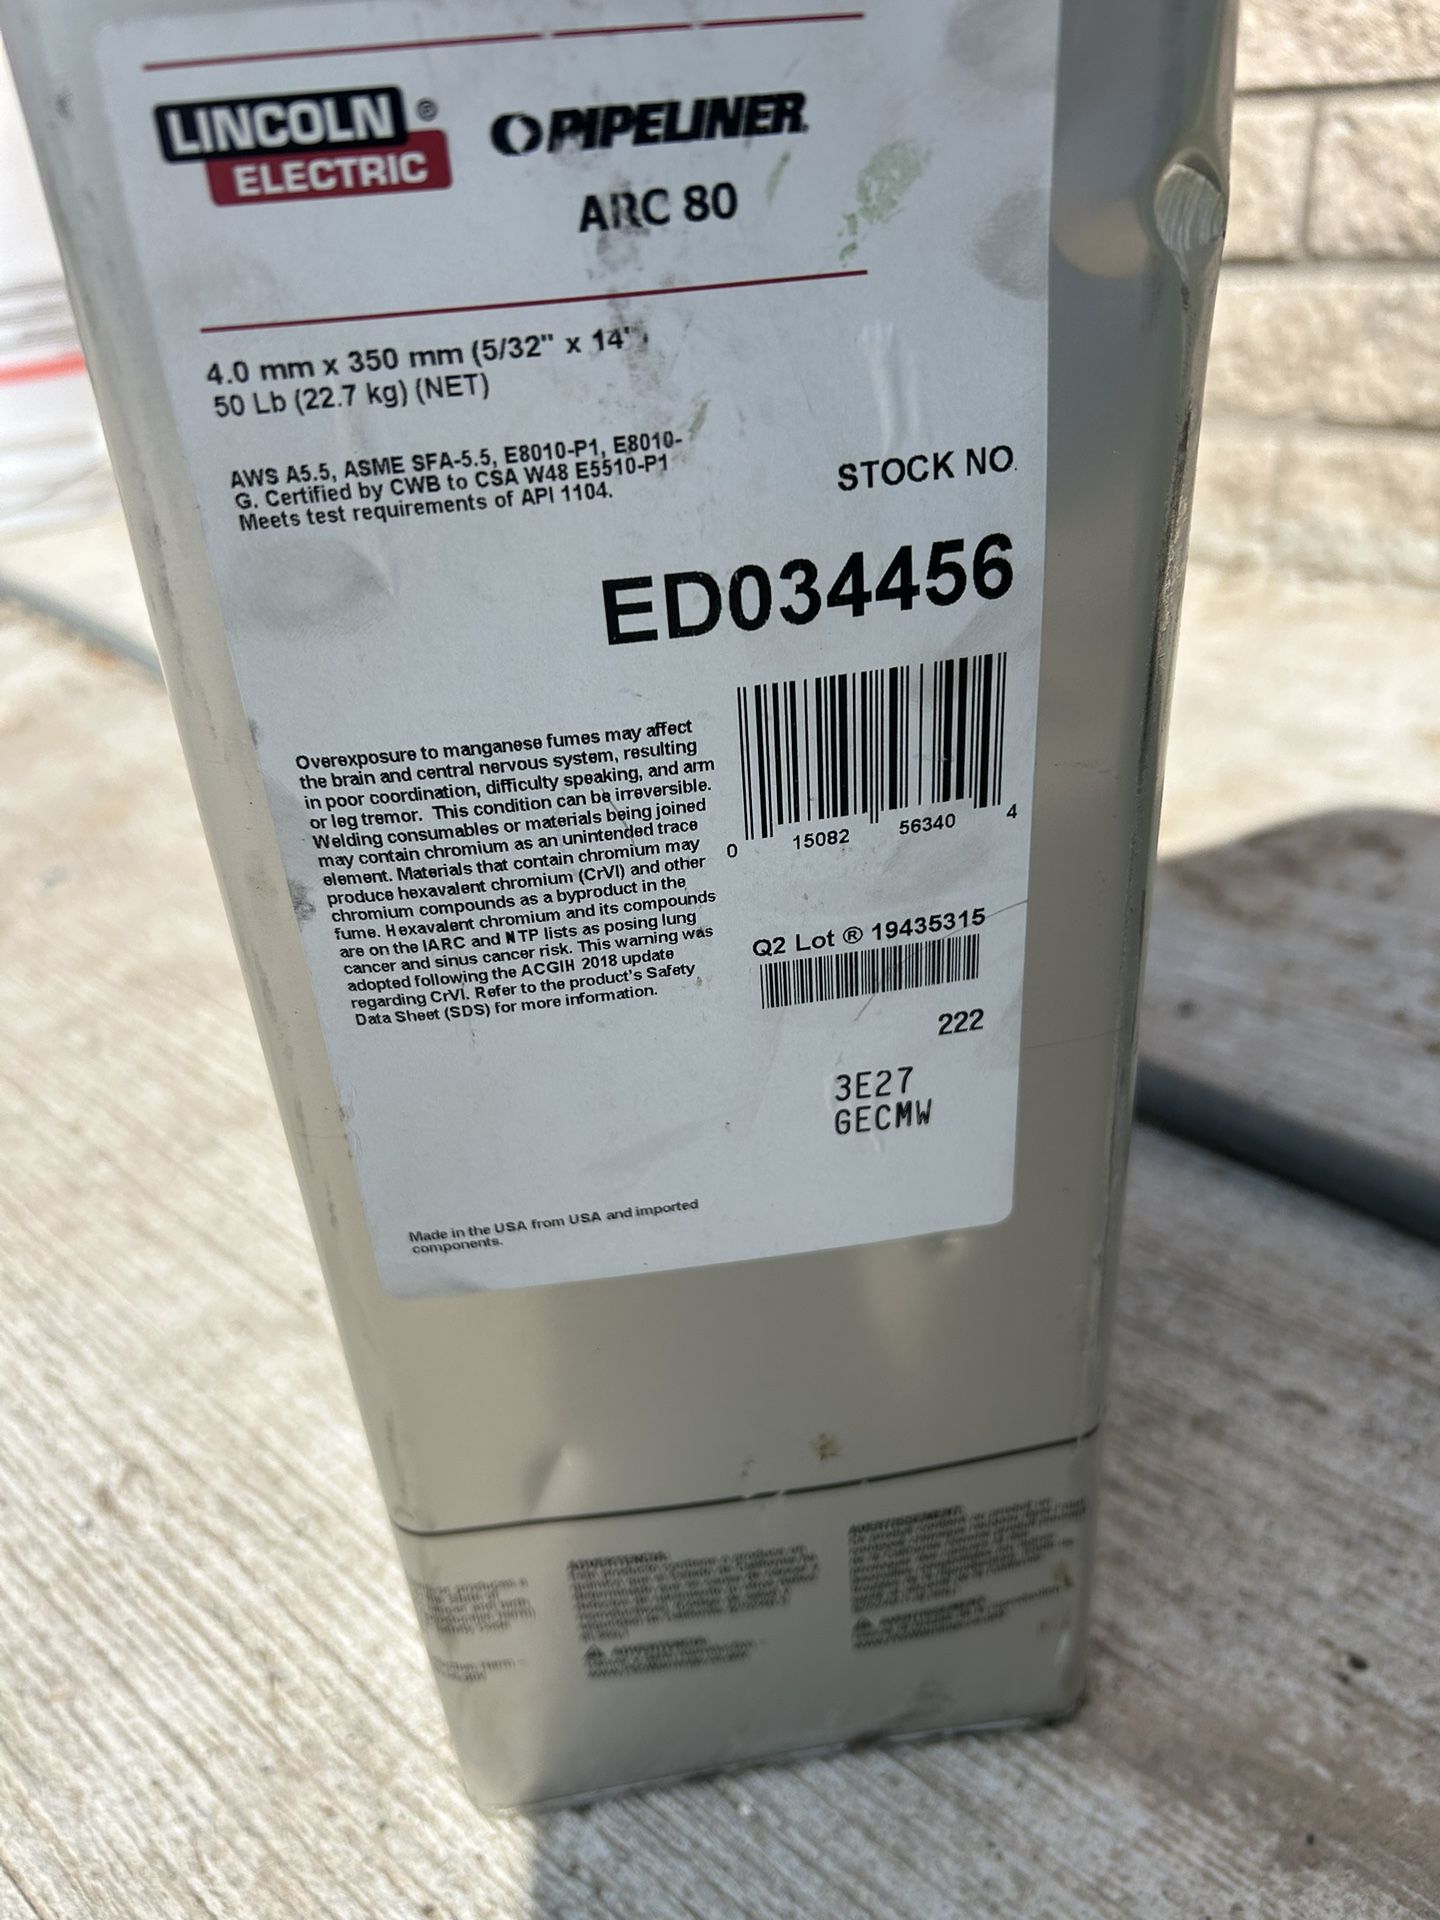 LINCOLN ®
ELECTRIC
PIPELINER®
ARC 80
4.0 mm x 350 mm (5/32" x 14")
50 Lb (22.7 kg) (NET)
AWS A5.5, ASME SFA-5.5, E8010-P1, E8010-
G. Certified by CWB to CSA W48 E5510-P1
Meets test requirements of API 1104.
STOCK NO.
ED034456
Overexposure to manganese fumes may affect
the brain and central nervous system, resulting
in poor coordination, difficulty speaking, and arm
or leg tremor. This condition can be irreversible.
Welding consumables or materials being joined
may contain chromium as an unintended trace
element. Materials that contain chromium may
produce hexavalent chromium (CrVI) and other
chromium compounds as a byproduct in the
fume. Hexavalent chromium and its compounds
are on the IARC and NTP lists as posing lung
cancer and sinus cancer risk. This warning was
adopted following the ACGIH 2018 update
regarding CrVI. Refer to the product's Safety
Data Sheet (SDS) for more information.
0 15082 56340 4
Q2 Lot ® 19435315
222
3E27
GECMW
Made in the USA from USA and imported
components.
ADVERTENCIA:
ADVERTISSEMENT: